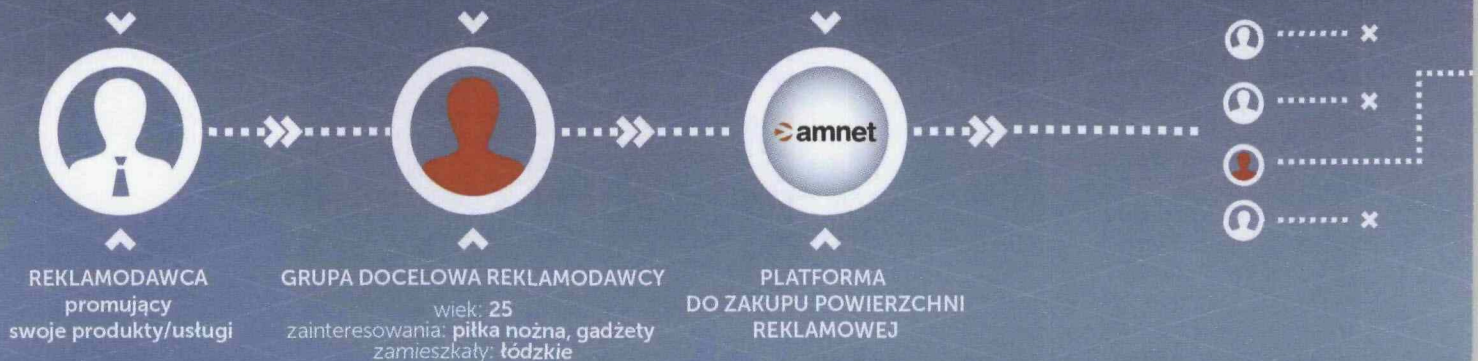 amnet
REKLAMODAWCA
promujący
swoje produkty/usługi
GRUPA DOCELOWA REKLAMODAWCY
wiek: 25
zainteresowania: piłka nożna, gadżety
zamieszkały: łódzkie
PLATFORMA
DO ZAKUPU POWIERZCHNI
REKLAMOWEJ